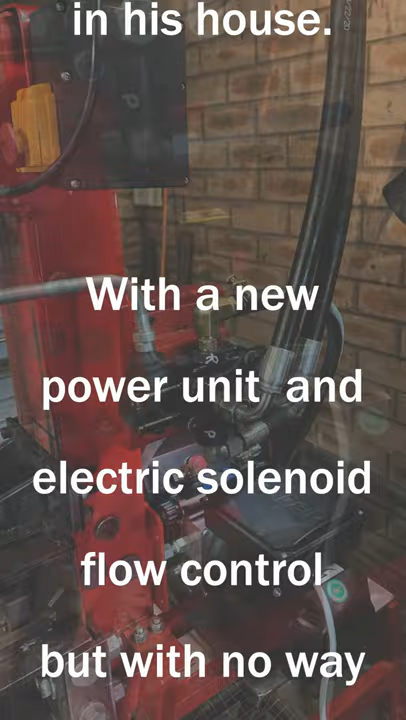 in his house.
With a new
power unit  and
electric solenoid
flow control
but with no way